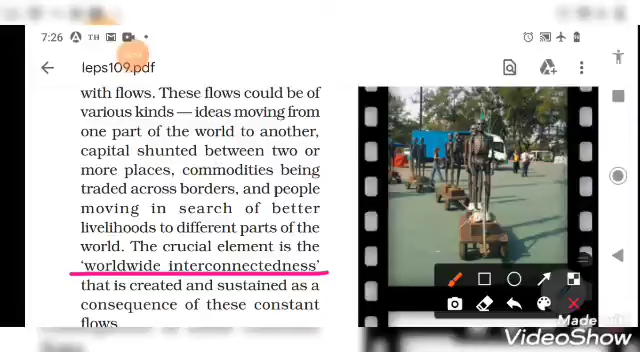 7:26 TH
leps109.pdf
with flows. These flows could be of
various kinds — ideas moving from
one part of the world to another,
capital shunted between two or
more places, commodities being
traded across borders, and people
moving in search of better
livelihoods to different parts of the
world. The crucial element is the
‘worldwide interconnectedness’
that is created and sustained as a
consequence of these constant
flows.
Made with
VideoShow